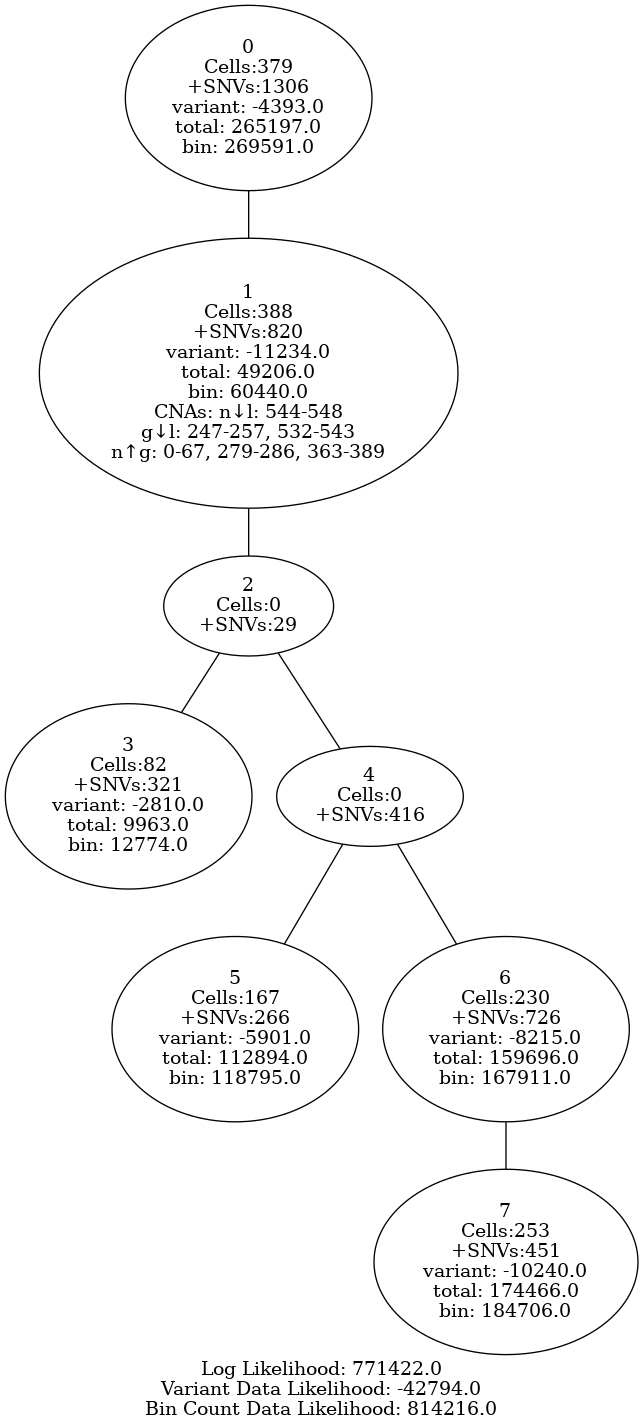 0
Cells:379
+SNVs:1306
variant: -4393.0
total: 265197.0
bin: 269591.0
1
Cells:388
+SNVs:820
variant: -11234.0
total: 49206.0
bin: 60440.0
CNAs: n↓l: 544-548
g↓l: 247-257, 532-543
n↑g: 0-67, 279-286, 363-389
2
Cells:0
+SNVs:29
3
Cells:82
+SNVs:321
variant: -2810.0
total: 9963.0
bin: 12774.0
4
Cells:0
+SNVs:416
5
Cells:167
+SNVs:266
variant: -5901.0
total: 112894.0
bin: 118795.0
6
Cells:230
+SNVs:726
variant: -8215.0
total: 159696.0
bin: 167911.0
7
Cells:253
+SNVs:451
variant: -10240.0
total: 174466.0
bin: 184706.0
Log Likelihood: 771422.0
Variant Data Likelihood: -42794.0
Bin Count Data Likelihood: 814216.0